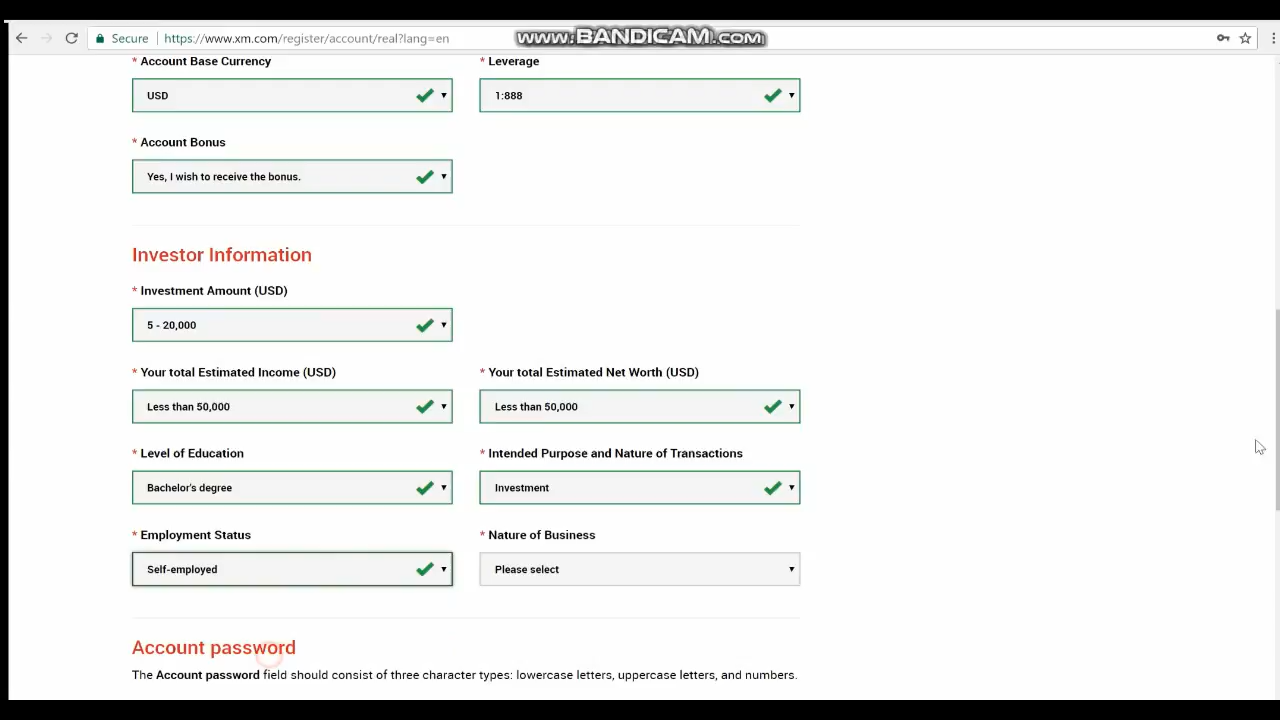 Secure https://www.xm.com/register/account/real?lang=en
www.BANDICAM.com
* Account Base Currency * Leverage
USD 1:888
* Account Bonus
Yes, I wish to receive the bonus.
Investor Information
* Investment Amount (USD)
5 - 20,000
* Your total Estimated Income (USD) * Your total Estimated Net Worth (USD)
Less than 50,000 Less than 50,000
* Level of Education * Intended Purpose and Nature of Transactions
Bachelor's degree Investment
* Employment Status * Nature of Business
Self-employed Please select
Account password
The Account password field should consist of three character types: lowercase letters, uppercase letters, and numbers.